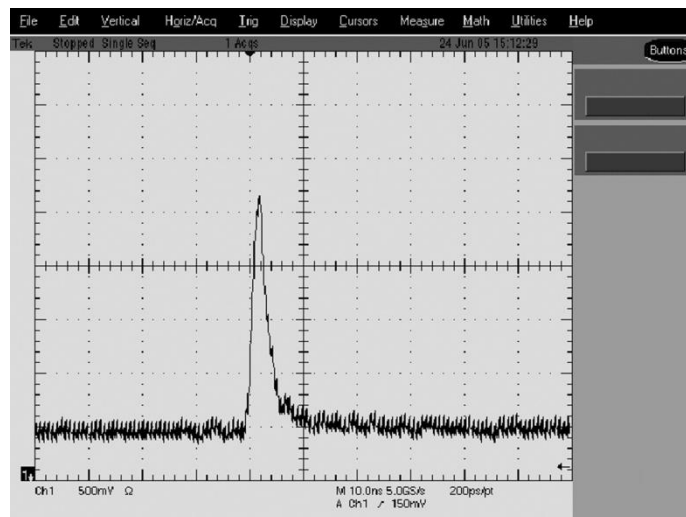 File Edit Vertical Horiz/Acq Trig Display Cursors Measure Math Utilities Help
Tek Stopped Single Seq 1 Acqs 24 Jun 05 15:12:29
Buttons
Ch1 500mV Ω M 10.0ns 5.0GS/s 200ps/pt
A Ch1 / 150mV